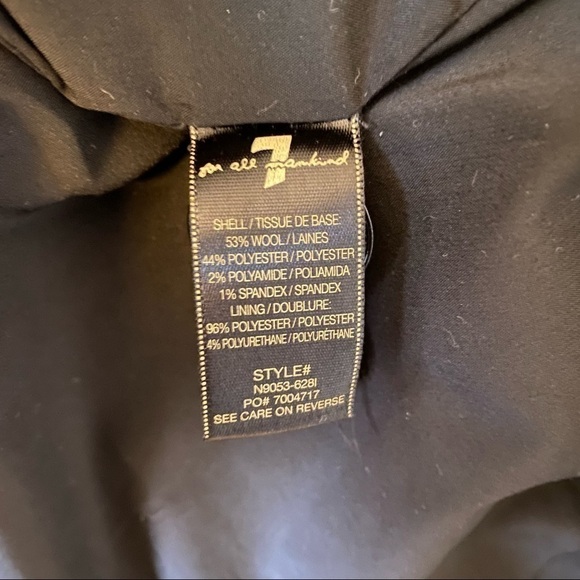 7
for all mankind
SHELL / TISSUE DE BASE:
53% WOOL / LAINES
44% POLYESTER / POLYESTER
2% POLYAMIDE / POLIAMIDA
1% SPANDEX / SPANDEX
LINING / DOUBLURE:
96% POLYESTER / POLYESTER
4% POLYURETHANE / POLYURÉTHANE
STYLE#
N9053-628I
PO# 7004717
SEE CARE ON REVERSE